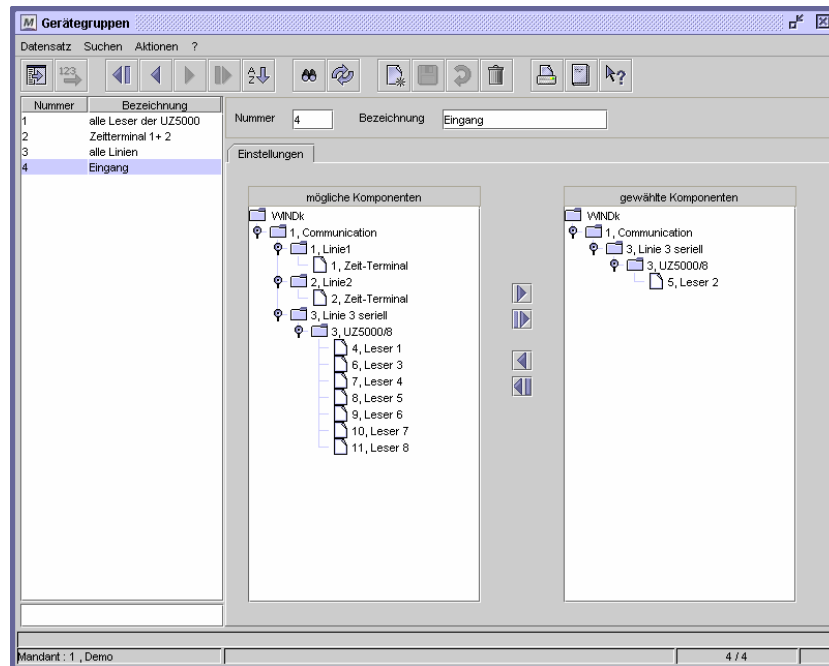 M Gerätegruppen
Datensatz Suchen Aktionen ?
123
A
Z
?
Nummer Bezeichnung
1 alle Leser der UZ5000
2 Zeitterminal 1+ 2
3 alle Linien
4 Eingang
Nummer 4 Bezeichnung Eingang
Einstellungen
mögliche Komponenten
WINDk
1, Communication
1, Linie1
1, Zeit-Terminal
2, Linie2
2, Zeit-Terminal
3, Linie 3 seriell
3, UZ5000/8
4, Leser 1
6, Leser 3
7, Leser 4
8, Leser 5
9, Leser 6
10, Leser 7
11, Leser 8
gewählte Komponenten
WINDk
1, Communication
3, Linie 3 seriell
3, UZ5000/8
5, Leser 2
Mandant : 1 , Demo 4 / 4